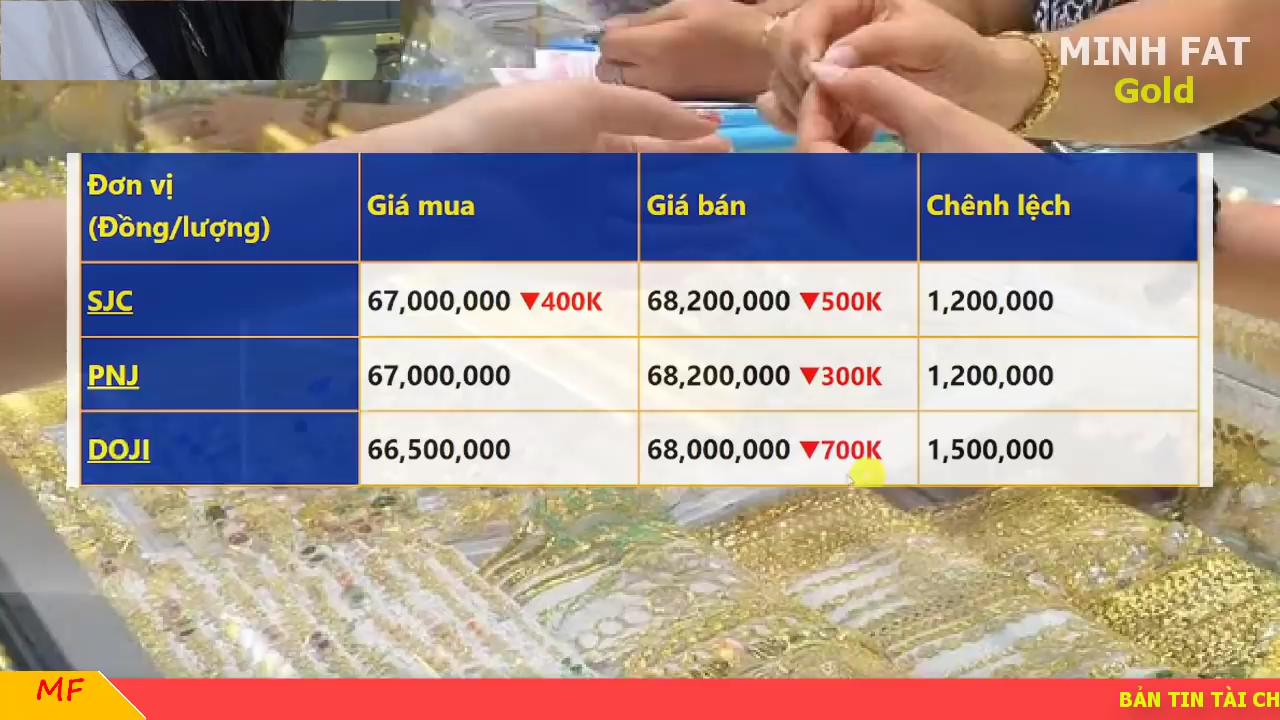 MINH FAT
Gold
Đơn vị
(Đồng/lượng)
Giá mua
Giá bán
Chênh lệch
SJC
67,000,000 ▼400K
68,200,000 ▼500K
1,200,000
PNJ
67,000,000
68,200,000 ▼300K
1,200,000
DOJI
66,500,000
68,000,000 ▼700K
1,500,000
MF
BẢN TIN TÀI CH